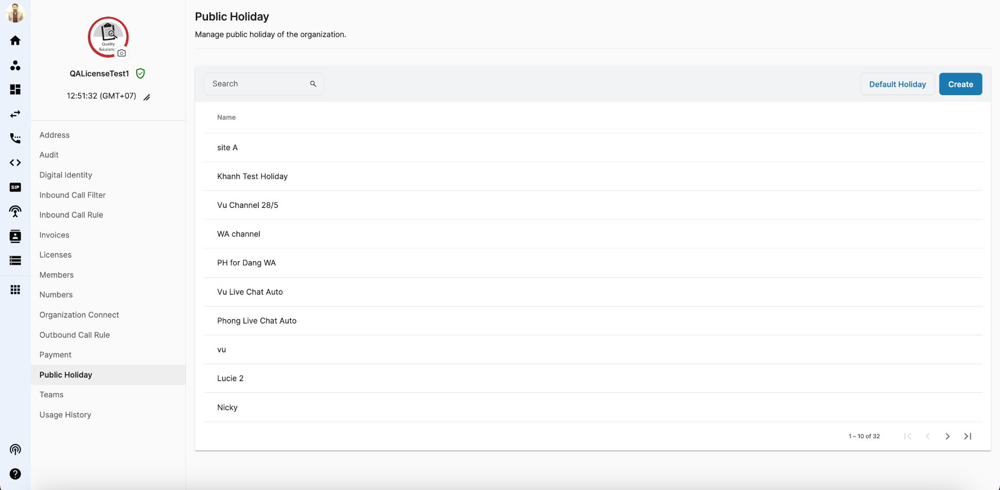 Quality
Assurance
QALicenseTest1
12:51:32 (GMT+07)
SIP
Address
Audit
Digital Identity
Inbound Call Filter
Inbound Call Rule
Invoices
Licenses
Members
Numbers
Organization Connect
Outbound Call Rule
Payment
Public Holiday
Teams
Usage History
Public Holiday
Manage public holiday of the organization.
Search
Default Holiday
Create
Name
site A
Khanh Test Holiday
Vu Channel 28/5
WA channel
PH for Dang WA
Vu Live Chat Auto
Phong Live Chat Auto
vu
Lucie 2
Nicky
1 – 10 of 32